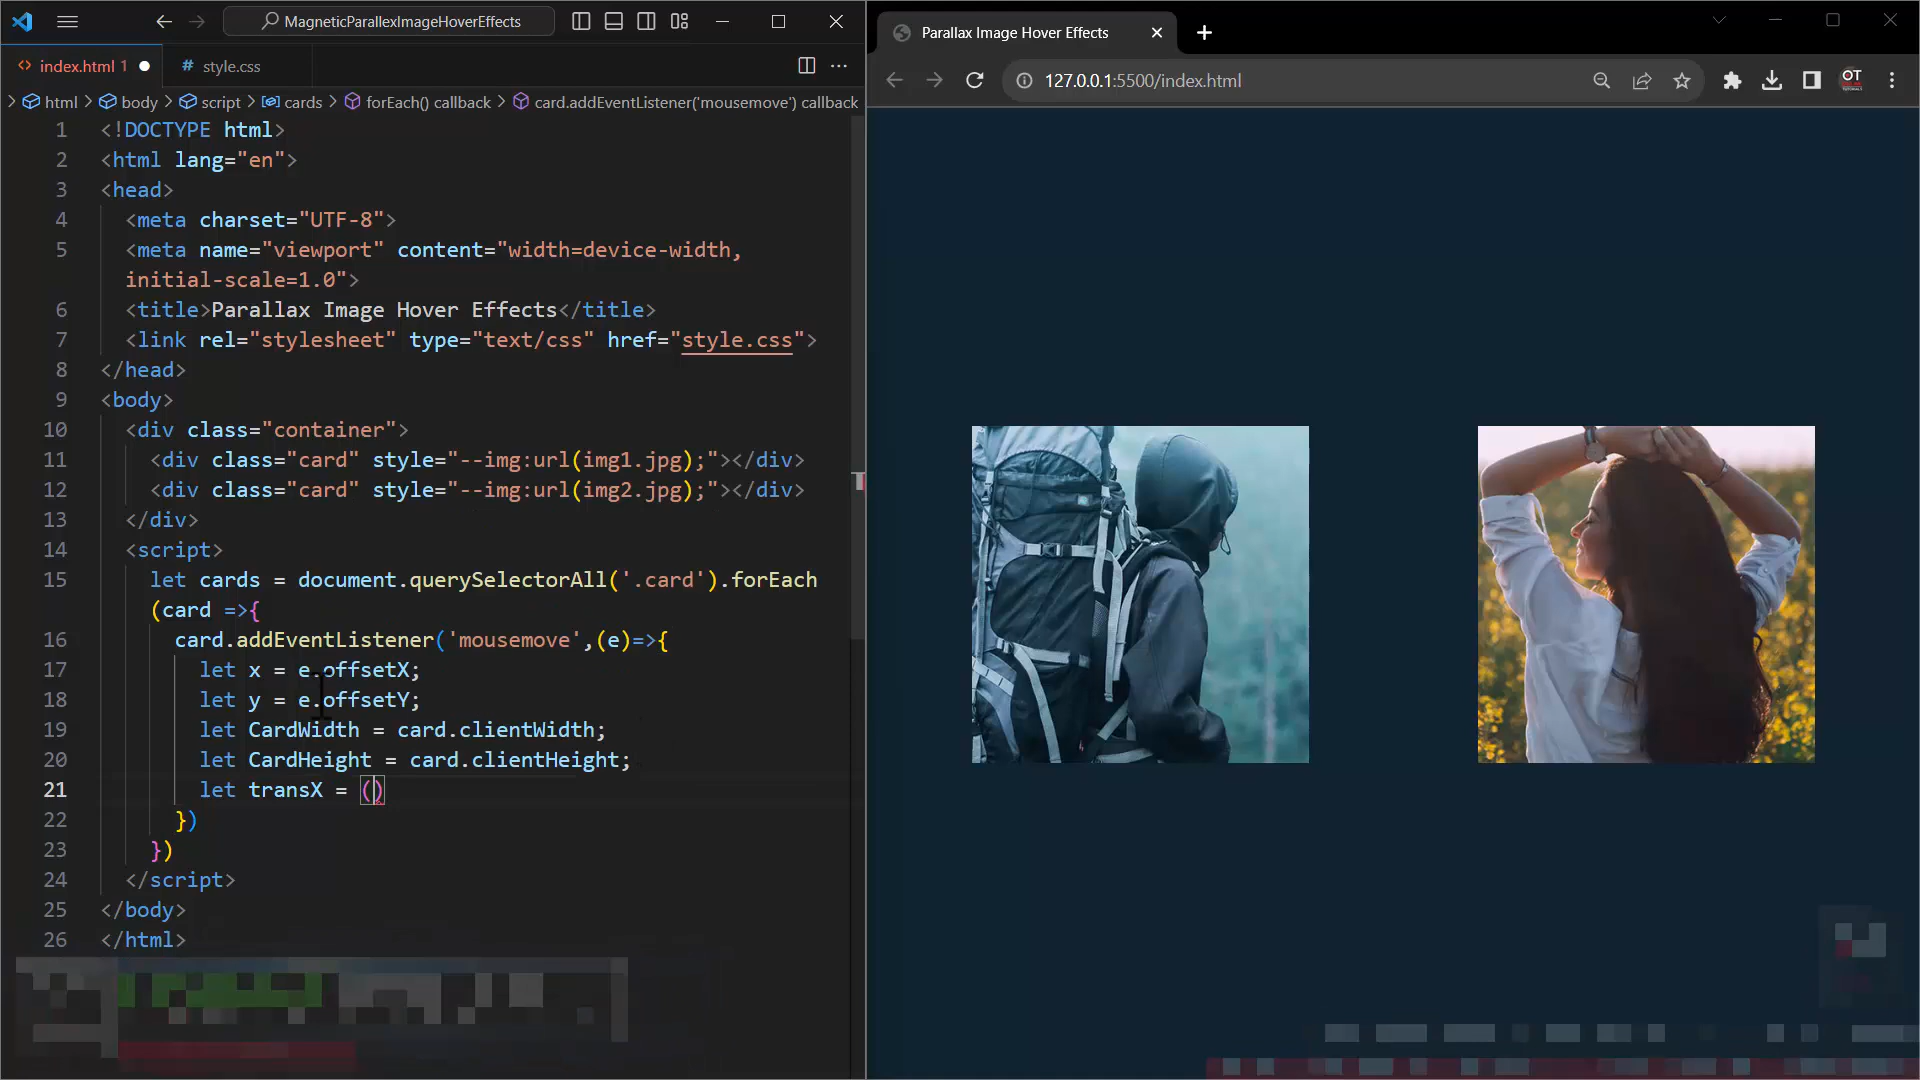 MagneticParallexImageHoverEffects
index.html 1
# style.css
html > body > script > cards > forEach() callback > card.addEventListener('mousemove') callback
1 <!DOCTYPE html>
2 <html lang="en">
3 <head>
4 <meta charset="UTF-8">
5 <meta name="viewport" content="width=device-width,
initial-scale=1.0">
6 <title>Parallax Image Hover Effects</title>
7 <link rel="stylesheet" type="text/css" href="style.css">
8 </head>
9 <body>
10 <div class="container">
11 <div class="card" style="--img:url(img1.jpg);"></div>
12 <div class="card" style="--img:url(img2.jpg);"></div>
13 </div>
14 <script>
15 let cards = document.querySelectorAll('.card').forEach
(card =>{
16 card.addEventListener('mousemove',(e)=>{
17 let x = e.offsetX;
18 let y = e.offsetY;
19 let CardWidth = card.clientWidth;
20 let CardHeight = card.clientHeight;
21 let transX = ()
22 })
23 })
24 </script>
25 </body>
26 </html>
Parallax Image Hover Effects
127.0.0.1:5500/index.html
OT